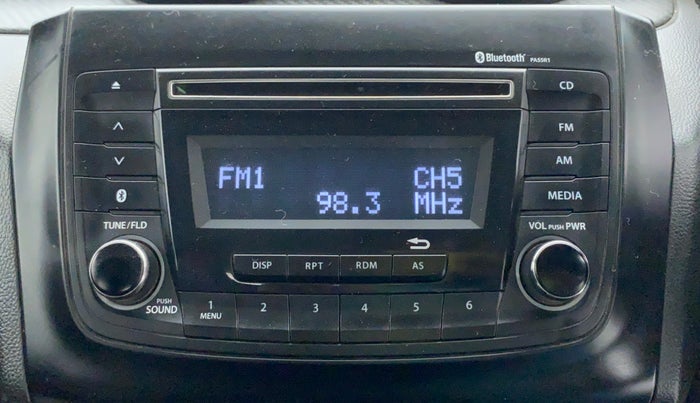 Bluetooth PA55R1
CD
FM
AM
MEDIA
FM1 CH5
98.3 MHz
TUNE/FLD
VOL PUSH PWR
DISP RPT RDM AS
PUSH
SOUND
1 2 3 4 5 6
MENU